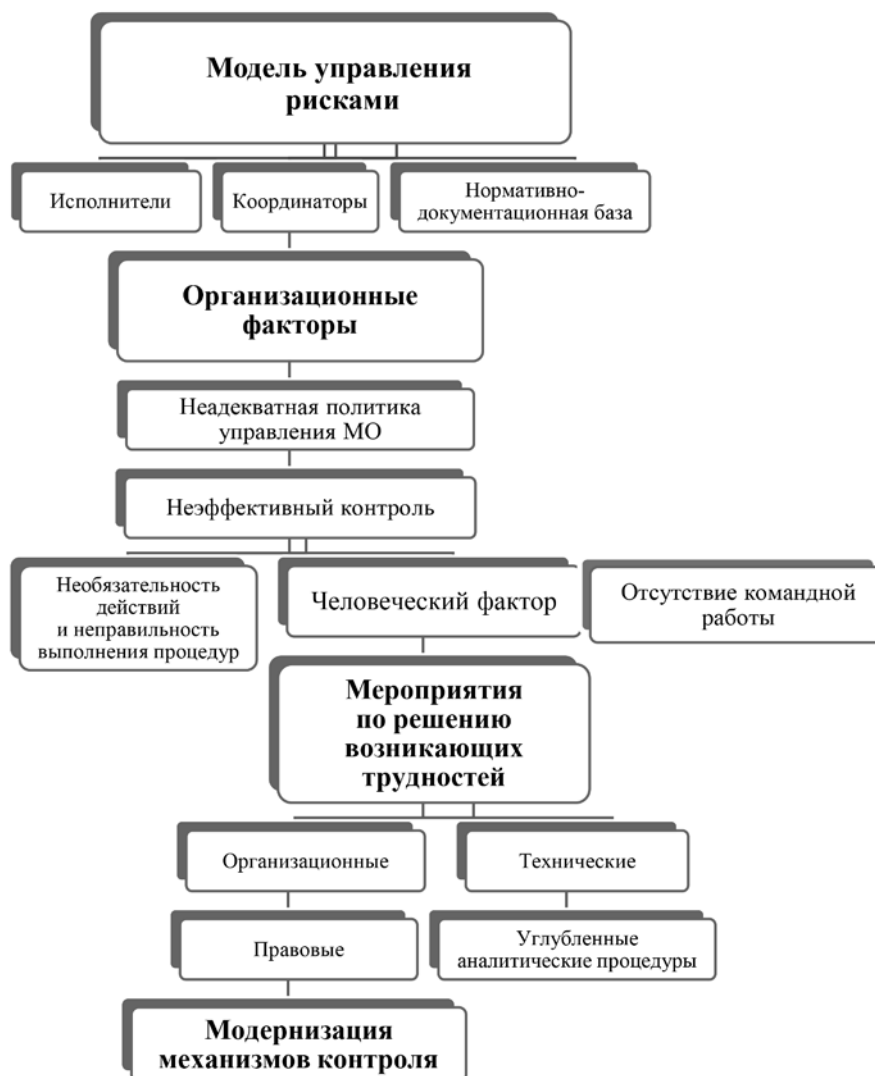 Модель управления
рисками
Исполнители
Координаторы
Нормативно-
документационная база
Организационные
факторы
Неадекватная политика
управления МО
Неэффективный контроль
Необязательность
действий
и неправильность
выполнения процедур
Человеческий фактор
Отсутствие командной
работы
Мероприятия
по решению
возникающих
трудностей
Организационные
Технические
Правовые
Углубленные
аналитические процедуры
Модернизация
механизмов контроля